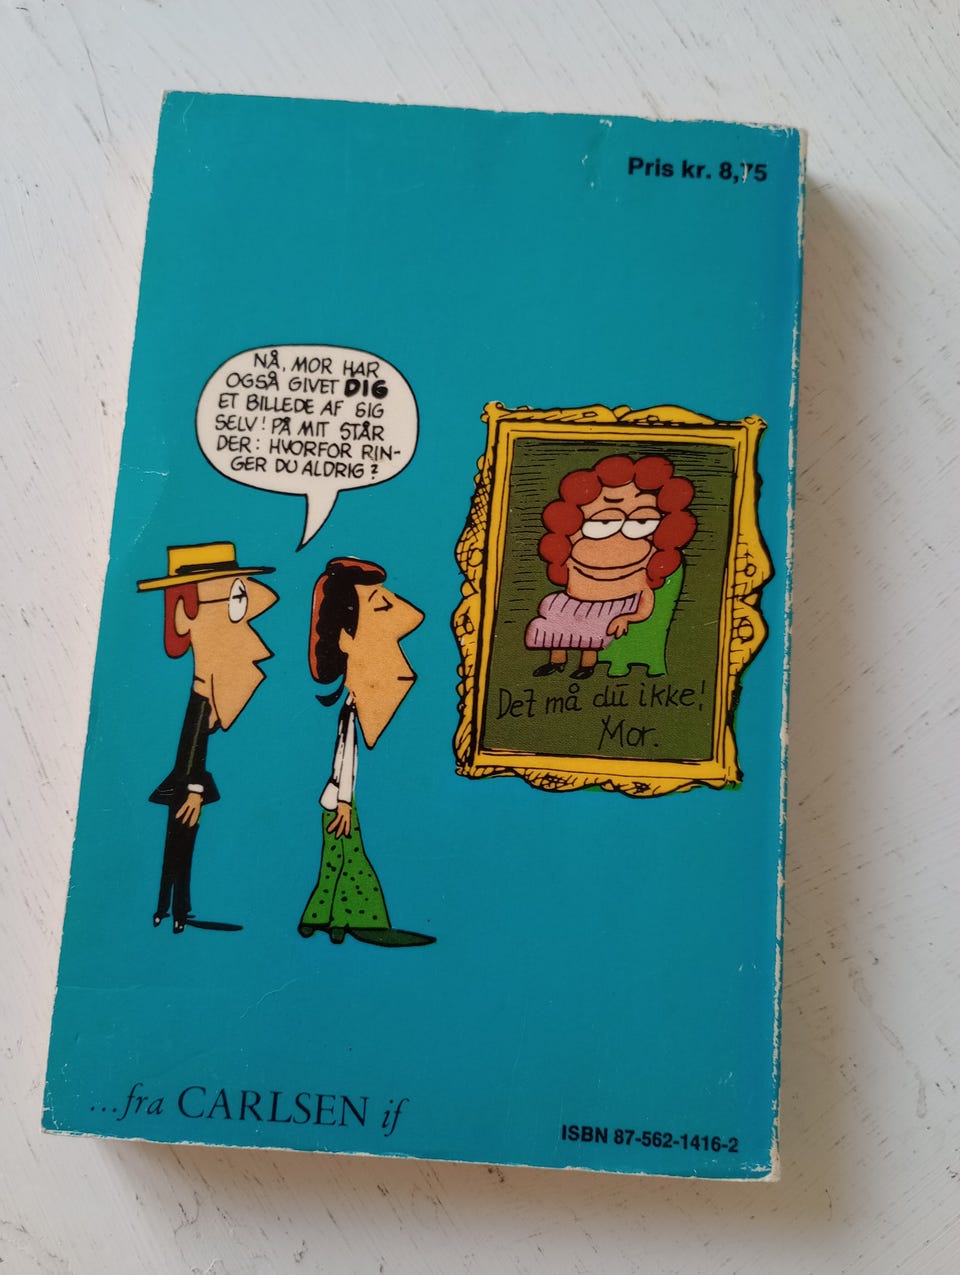 Pris kr. 8,75
NÅ, MOR HAR
OGSÅ GIVET DIG
ET BILLEDE AF SIG
SELV! PÅ MIT STÅR
DER: HVORFOR RIN-
GER DU ALDRIG?
Det må dū ikke!
Mor.
...fra CARLSEN if
ISBN 87-562-1416-2